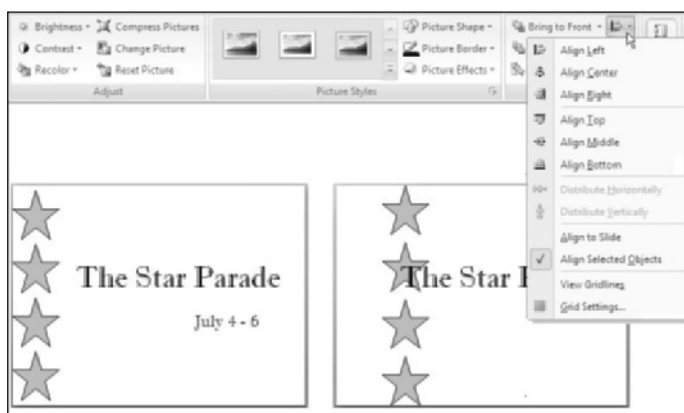 Brightness
Compress Pictures
Picture Shape
Bring to Front
Contrast
Change Picture
Picture Border
Recolor
Reset Picture
Picture Effects
Adjust
Picture Styles
Align Left
Align Center
Align Right
Align Top
Align Middle
Align Bottom
Distribute Horizontally
Distribute Vertically
Align to Slide
Align Selected Objects
View Gridlines
Grid Settings...
The Star Parade
July 4 - 6
The Star